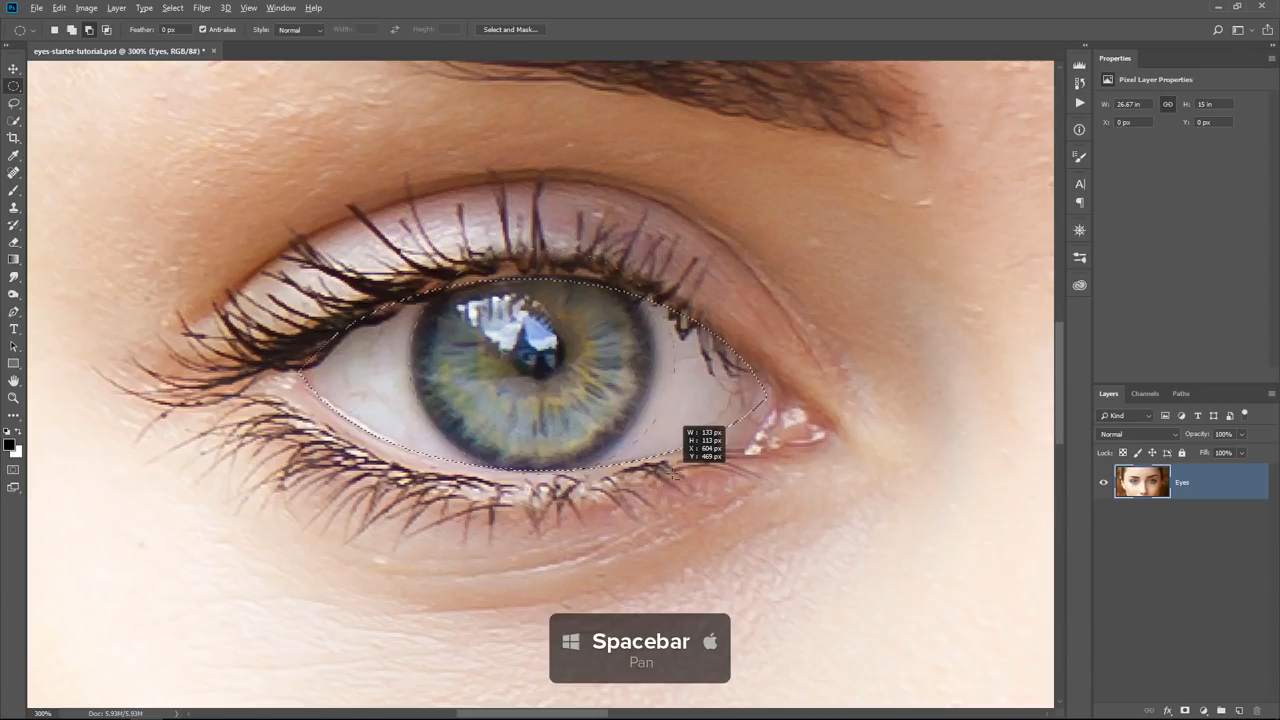 Ps File Edit Image Layer Type Select Filter 3D View Window Help
Feather: 0 px Anti-alias Style: Normal Width: Height: Select and Mask...
eyes-starter-tutorial.psd @ 300% (Eyes, RGB/8#) * ×
Properties
Pixel Layer Properties
W: 26.67 in H: 15 in
X: 0 px Y: 0 px
W: 133 px
H: 113 px
X: 604 px
Y: 469 px
Layers Channels Paths
Kind
Normal Opacity: 100%
Lock: Fill: 100%
Eyes
Spacebar
Pan
300% Doc: 5.93M/5.93M